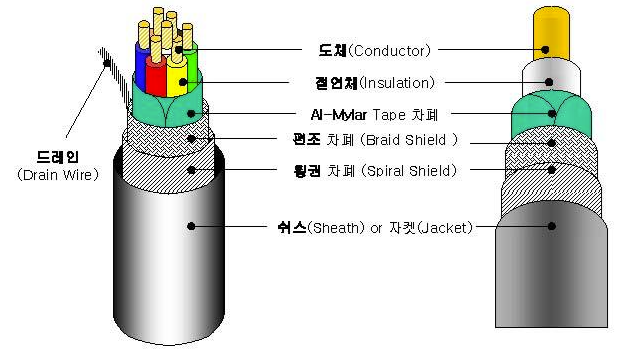 도체(Conductor)
절연체(Insulation)
Al-Mylar Tape 차폐
편조 차폐 (Braid Shield )
횡권 차폐 (Spiral Shield)
드레인
(Drain Wire)
쉬스(Sheath) or 자켓(Jacket)